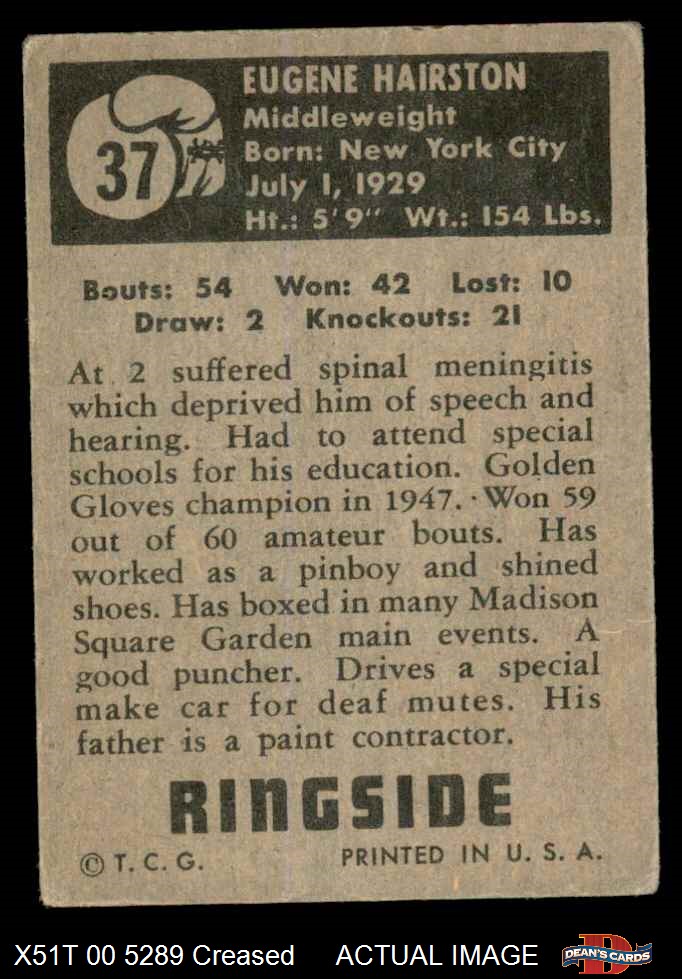 37
EUGENE HAIRSTON
Middleweight
Born: New York City
July 1, 1929
Ht.: 5'9" Wt.: 154 Lbs.
Bouts: 54 Won: 42 Lost: 10
Draw: 2 Knockouts: 21
At 2 suffered spinal meningitis
which deprived him of speech and
hearing. Had to attend special
schools for his education. Golden
Gloves champion in 1947. Won 59
out of 60 amateur bouts. Has
worked as a pinboy and shined
shoes. Has boxed in many Madison
Square Garden main events. A
good puncher. Drives a special
make car for deaf mutes. His
father is a paint contractor.
RINGSIDE
© T. C. G. PRINTED IN U. S. A.
X51T 00 5289 Creased ACTUAL IMAGE
D
DEAN'S CARDS